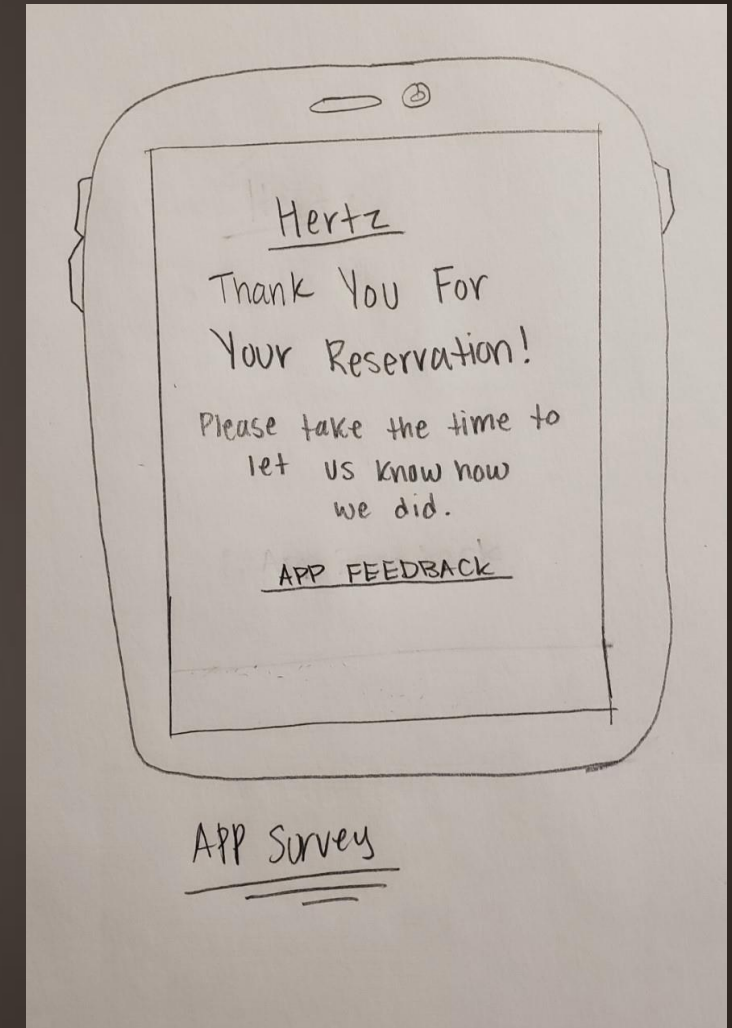 Hertz
Thank You For
Your Reservation!
Please take the time to
let us know how
we did.
APP FEEDBACK
APP Survey